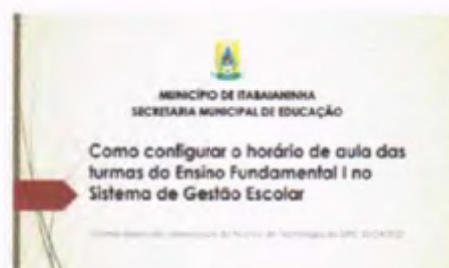 MUNICÍPIO DE ITABAIANINHA
SECRETARIA MUNICIPAL DE EDUCAÇÃO
Como configurar o horário de aula das
turmas do Ensino Fundamental I no
Sistema de Gestão Escolar